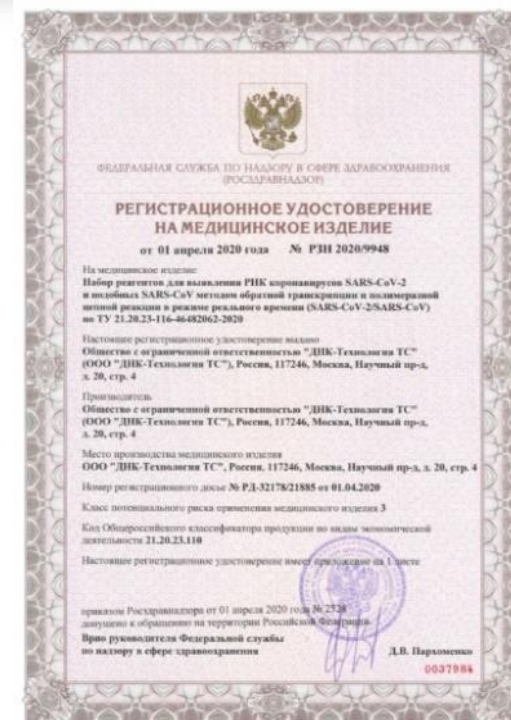 ФЕДЕРАЛЬНАЯ СЛУЖБА ПО НАДЗОРУ В СФЕРЕ ЗДРАВООХРАНЕНИЯ
(РОСЗДРАВНАДЗОР)
РЕГИСТРАЦИОННОЕ УДОСТОВЕРЕНИЕ
НА МЕДИЦИНСКОЕ ИЗДЕЛИЕ
от 01 апреля 2020 года № РЗН 2020/9948
На медицинское изделие
Набор реагентов для выявления РНК коронавирусов SARS-CoV-2
и подобных SARS-CoV методом обратной транскрипции и полимеразной
цепной реакции в режиме реального времени (SARS-CoV-2/SARS-CoV)
по ТУ 21.20.23-116-46482062-2020
Настоящее регистрационное удостоверение выдано
Общество с ограниченной ответственностью "ДНК-Технология ТС"
(ООО "ДНК-Технология ТС"), Россия, 117246, Москва, Научный пр-д,
д. 20, стр. 4
Производитель
Общество с ограниченной ответственностью "ДНК-Технология ТС"
(ООО "ДНК-Технология ТС"), Россия, 117246, Москва, Научный пр-д,
д. 20, стр. 4
Место производства медицинского изделия
ООО "ДНК-Технология ТС", Россия, 117246, Москва, Научный пр-д, д. 20, стр. 4
Номер регистрационного досье № РД-32178/21885 от 01.04.2020
Класс потенциального риска применения медицинского изделия 3
Код Общероссийского классификатора продукции по видам экономической
деятельности 21.20.23.110
Настоящее регистрационное удостоверение имеет приложение на 1 листе
приказом Росздравнадзора от 01 апреля 2020 года № 2528
допущено к обращению на территории Российской Федерации.
Врио руководителя Федеральной службы
по надзору в сфере здравоохранения
Д.В. Пархоменко
0037984